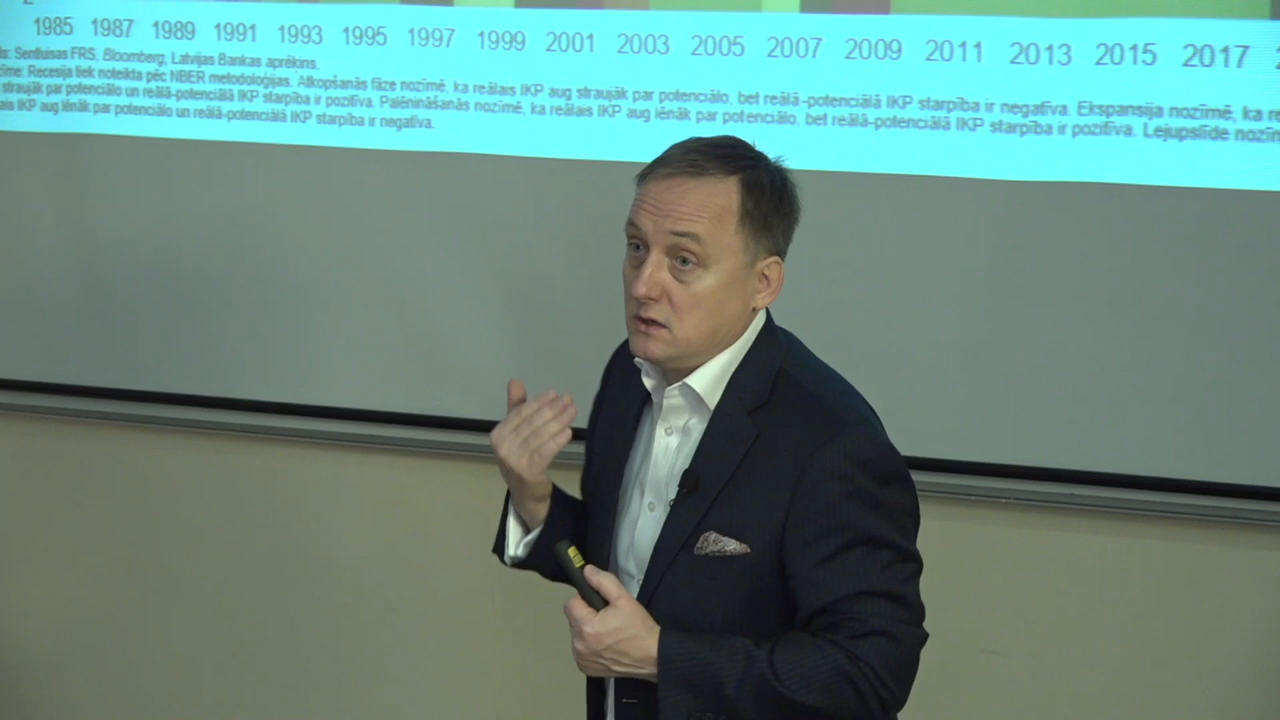 1985 1987 1989 1991 1993 1995 1997 1999 2001 2003 2005 2007 2009 2011 2013 2015 2017
Sentluisas FRS, Bloomberg, Latvijas Bankas aprēķins.
Recesija tiek noteikta pēc NBER metodoloģijas. Atkopšanās fāze nozīmē, ka reālais IKP aug straujāk par potenciālo, bet reālā-potenciālā IKP starpība ir negatīva. Ekspansija nozīmē, ka
straujāk par potenciālo un reālā-potenciālā IKP starpība ir pozitīva. Palēnināšanās nozīmē, ka reālais IKP aug lēnāk par potenciālo, bet reālā-potenciālā IKP starpība ir pozitīva. Lejupslīde
IKP aug lēnāk par potenciālo un reālā-potenciālā IKP starpība ir negatīva.